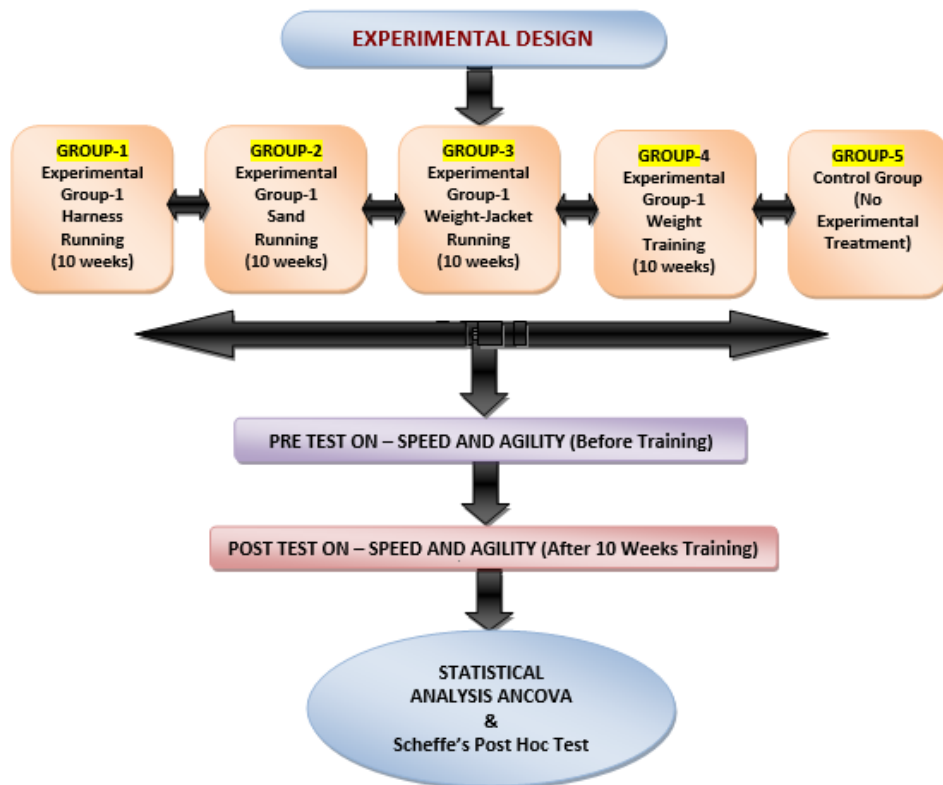 EXPERIMENTAL DESIGN
GROUP-1
Experimental
Group-1
Harness
Running
(10 weeks)
GROUP-2
Experimental
Group-1
Sand
Running
(10 weeks)
GROUP-3
Experimental
Group-1
Weight-Jacket
Running
(10 weeks)
GROUP-4
Experimental
Group-1
Weight
Training
(10 weeks)
GROUP-5
Control Group
(No
Experimental
Treatment)
PRE TEST ON – SPEED AND AGILITY (Before Training)
POST TEST ON – SPEED AND AGILITY (After 10 Weeks Training)
STATISTICAL
ANALYSIS ANCOVA
&
Scheffe's Post Hoc Test